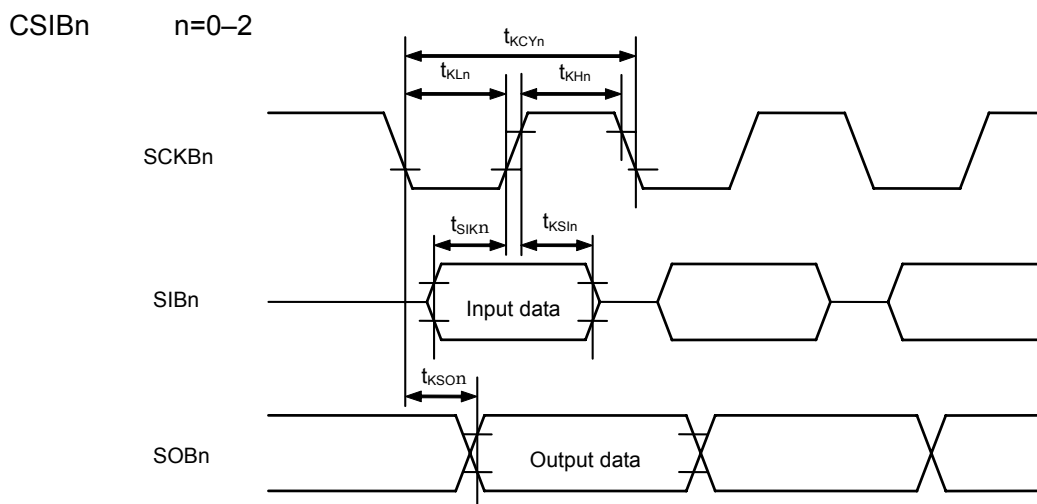 CSIBn n=0–2
tKCYn
tKLn tKHn
SCKBn
tSIKn tKSIn
SIBn Input data
tKSOn
SOBn Output data